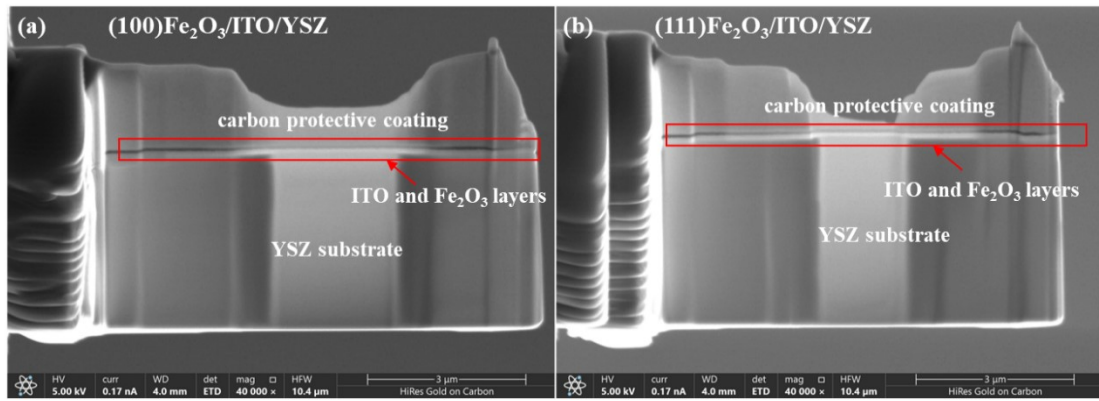 (a) (100)Fe₂O₃/ITO/YSZ
carbon protective coating
ITO and Fe₂O₃ layers
YSZ substrate
HV curr WD det mag □ HFW 3 μm
5.00 kV 0.17 nA 4.0 mm ETD 40 000 × 10.4 μm HiRes Gold on Carbon
(b) (111)Fe₂O₃/ITO/YSZ
carbon protective coating
ITO and Fe₂O₃ layers
YSZ substrate
HV curr WD det mag □ HFW 3 μm
5.00 kV 0.17 nA 4.0 mm ETD 40 000 × 10.4 μm HiRes Gold on Carbon